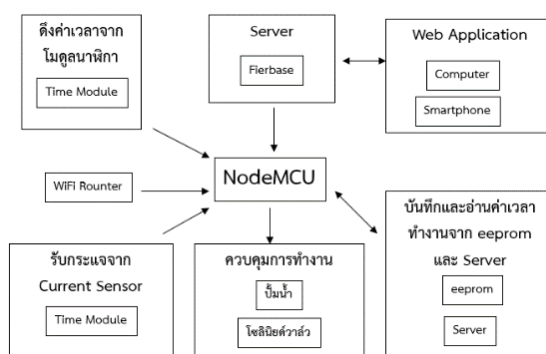 ดึงค่าเวลาจาก
โมดูลนาฬิกา
Time Module
Server
Fierbase
Web Application
Computer
Smartphone
WIFI Rounter
NodeMCU
รับกระแจจาก
Current Sensor
Time Module
ควบคุมการทำงาน
ปั๊มน้ำ
โซลินิยด์วาล์ว
บันทึกและอ่านค่าเวลา
ทำงานจาก eeprom
และ Server
eeprom
Server